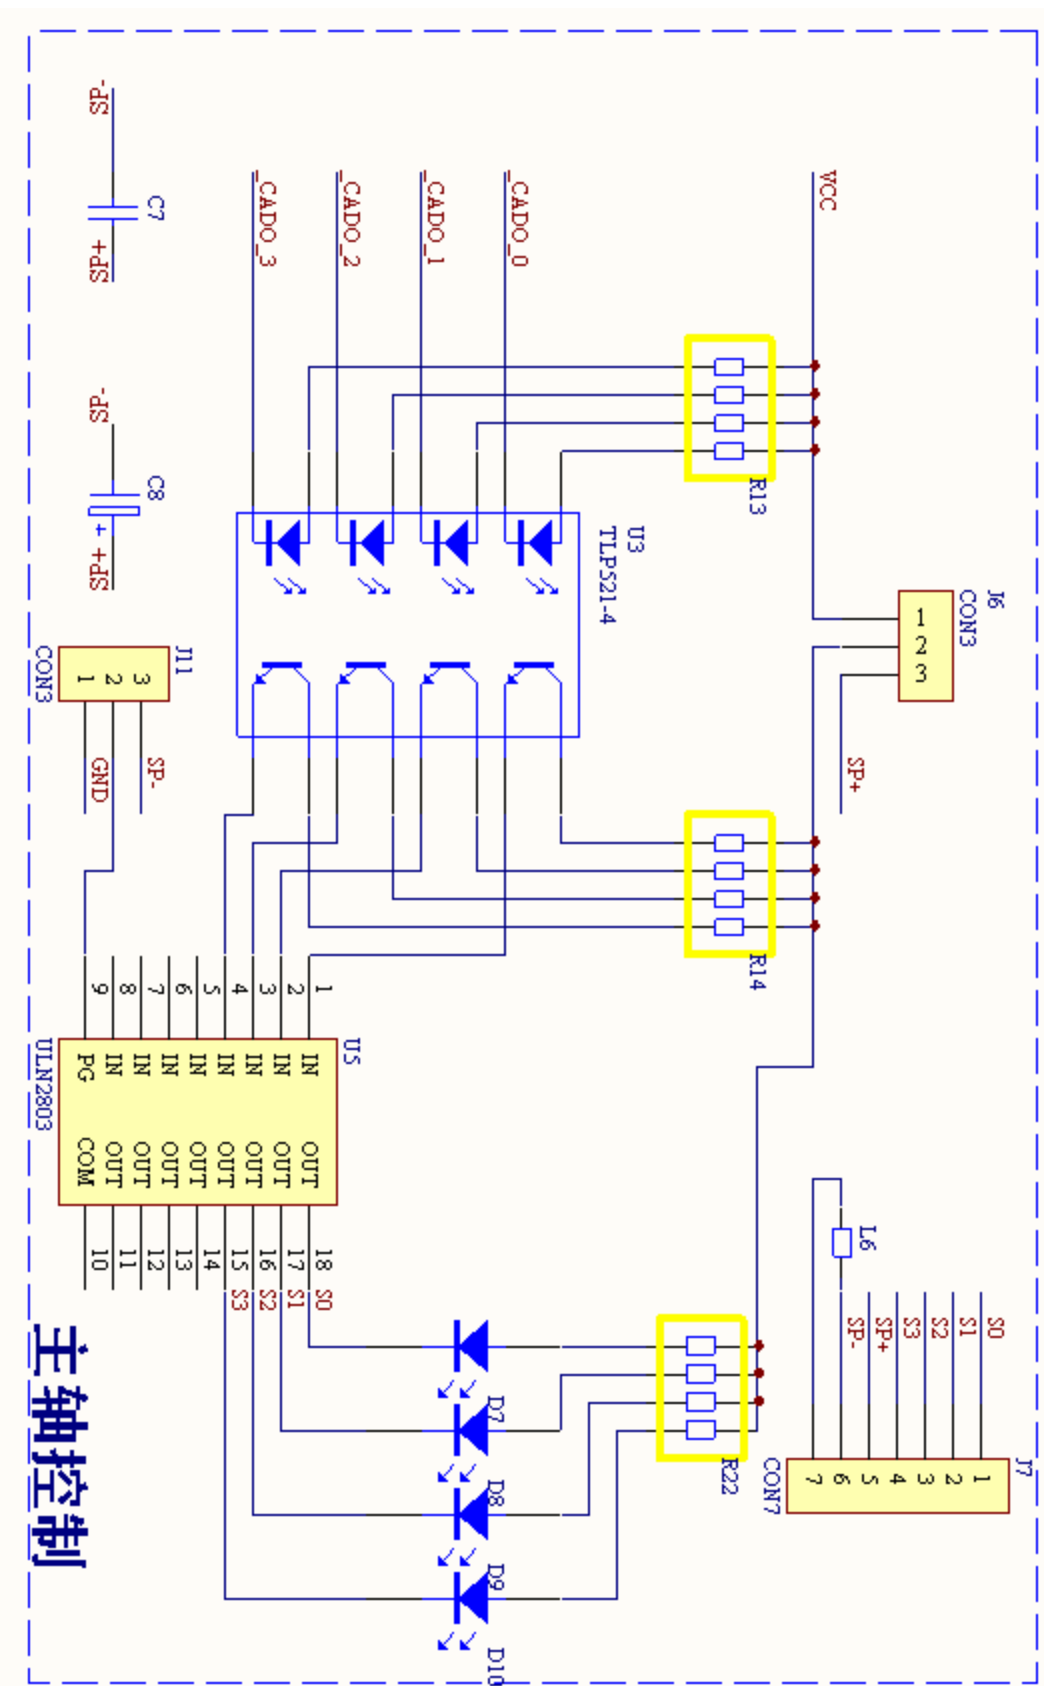 SP-
C7
SP+
SP-
C8
SP+
+
_CADO_3
_CADO_2
_CADO_1
_CADO_0
VCC
R13
U3
TLP521-4
J6
CON3
1
2
3
SP+
J11
CON3
3
2
1
SP-
GND
R14
U5
ULN2803
1
2
3
4
5
6
7
8
9
IN
IN
IN
IN
IN
IN
IN
IN
PG
OUT
OUT
OUT
OUT
OUT
OUT
OUT
OUT
COM
18
17
16
15
14
13
12
11
10
S0
S1
S2
S3
D7
D8
D9
D10
R22
L6
S0
S1
S2
S3
SP+
SP-
J7
CON7
1
2
3
4
5
6
7
主轴控制